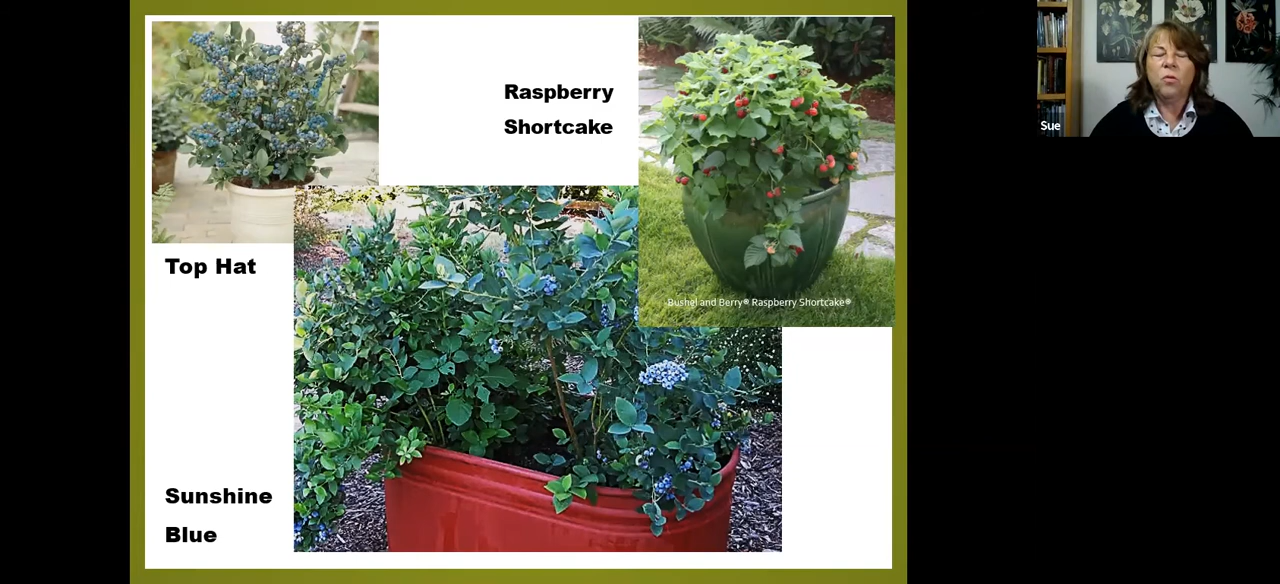 Raspberry
Shortcake
Sue
Top Hat
Bushel and Berry® Raspberry Shortcake®
Sunshine
Blue